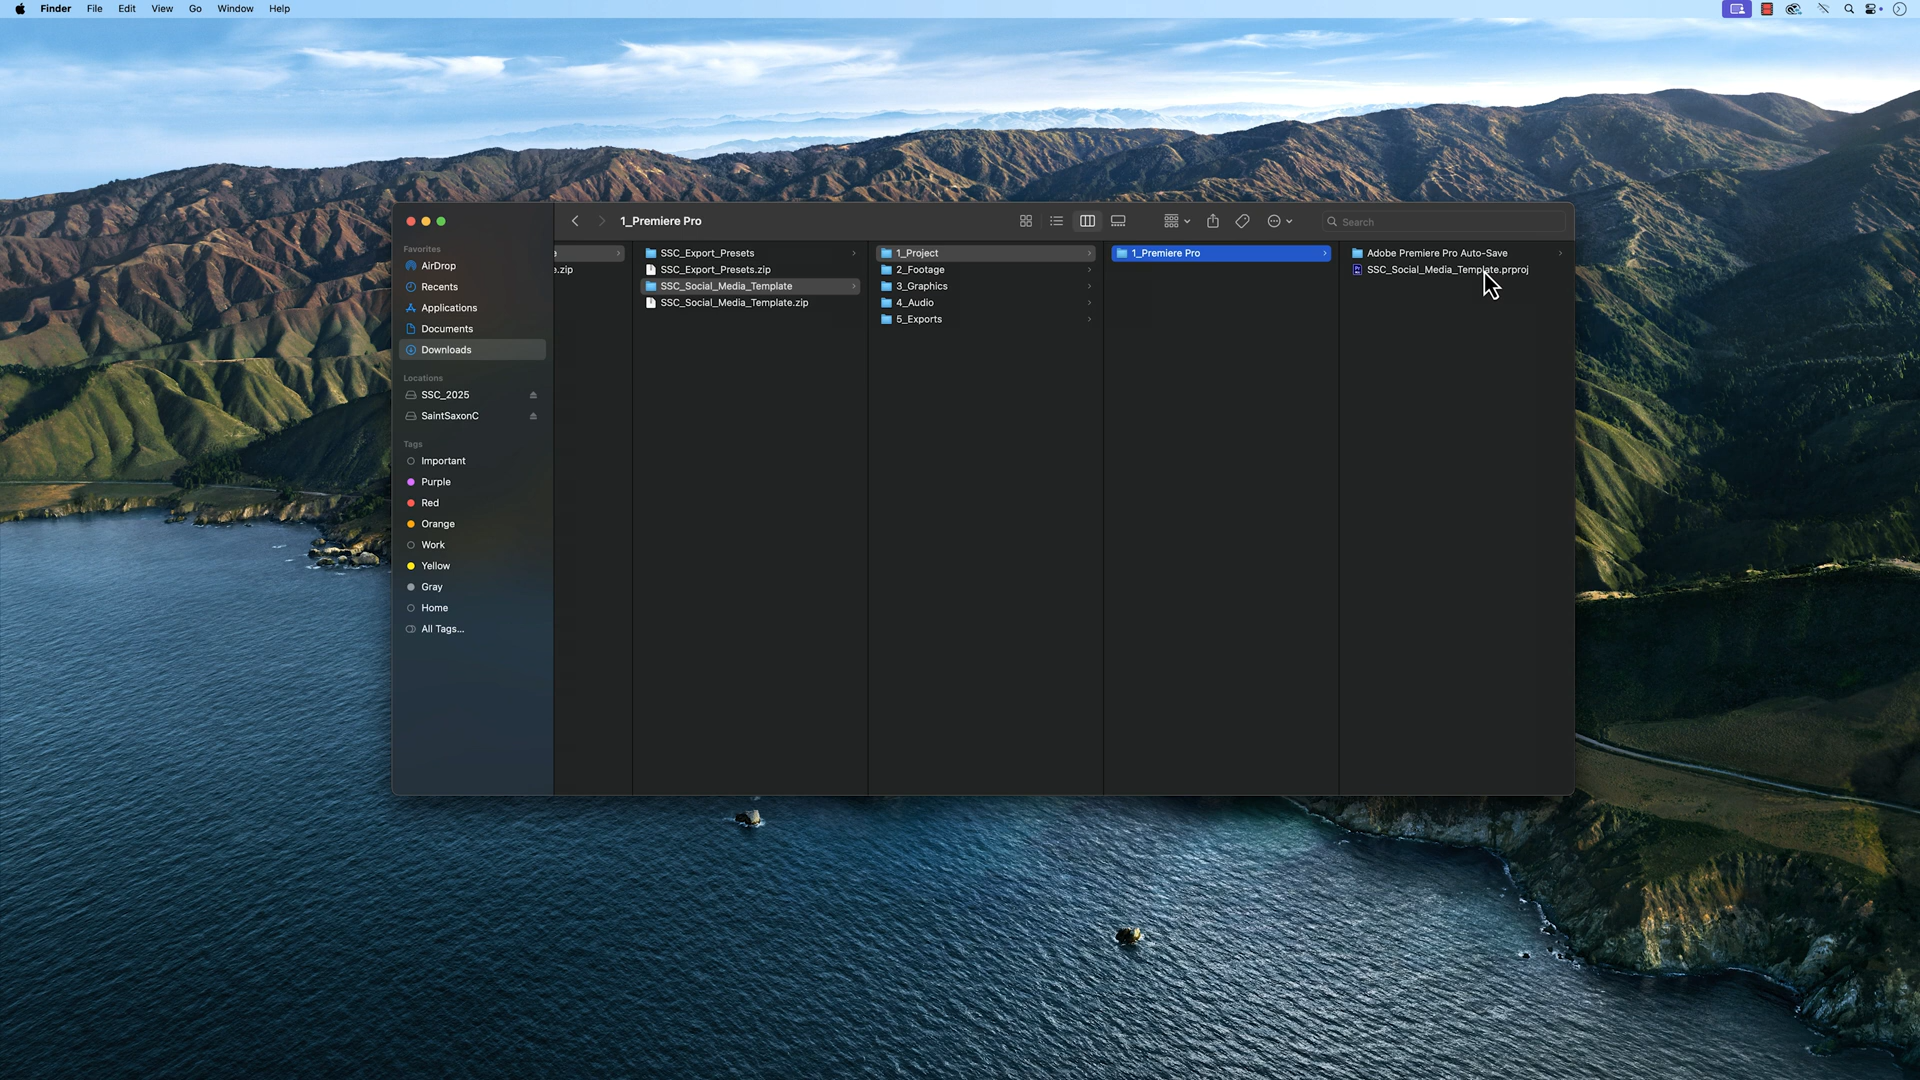 Finder File Edit View Go Window Help
1_Premiere Pro
Search
Favorites
AirDrop
Recents
Applications
Documents
Downloads
Locations
SSC_2025
SaintSaxonC
Tags
Important
Purple
Red
Orange
Work
Yellow
Gray
Home
All Tags...
e
e.zip
SSC_Export_Presets
SSC_Export_Presets.zip
SSC_Social_Media_Template
SSC_Social_Media_Template.zip
1_Project
2_Footage
3_Graphics
4_Audio
5_Exports
1_Premiere Pro
Adobe Premiere Pro Auto-Save
SSC_Social_Media_Template.prproj